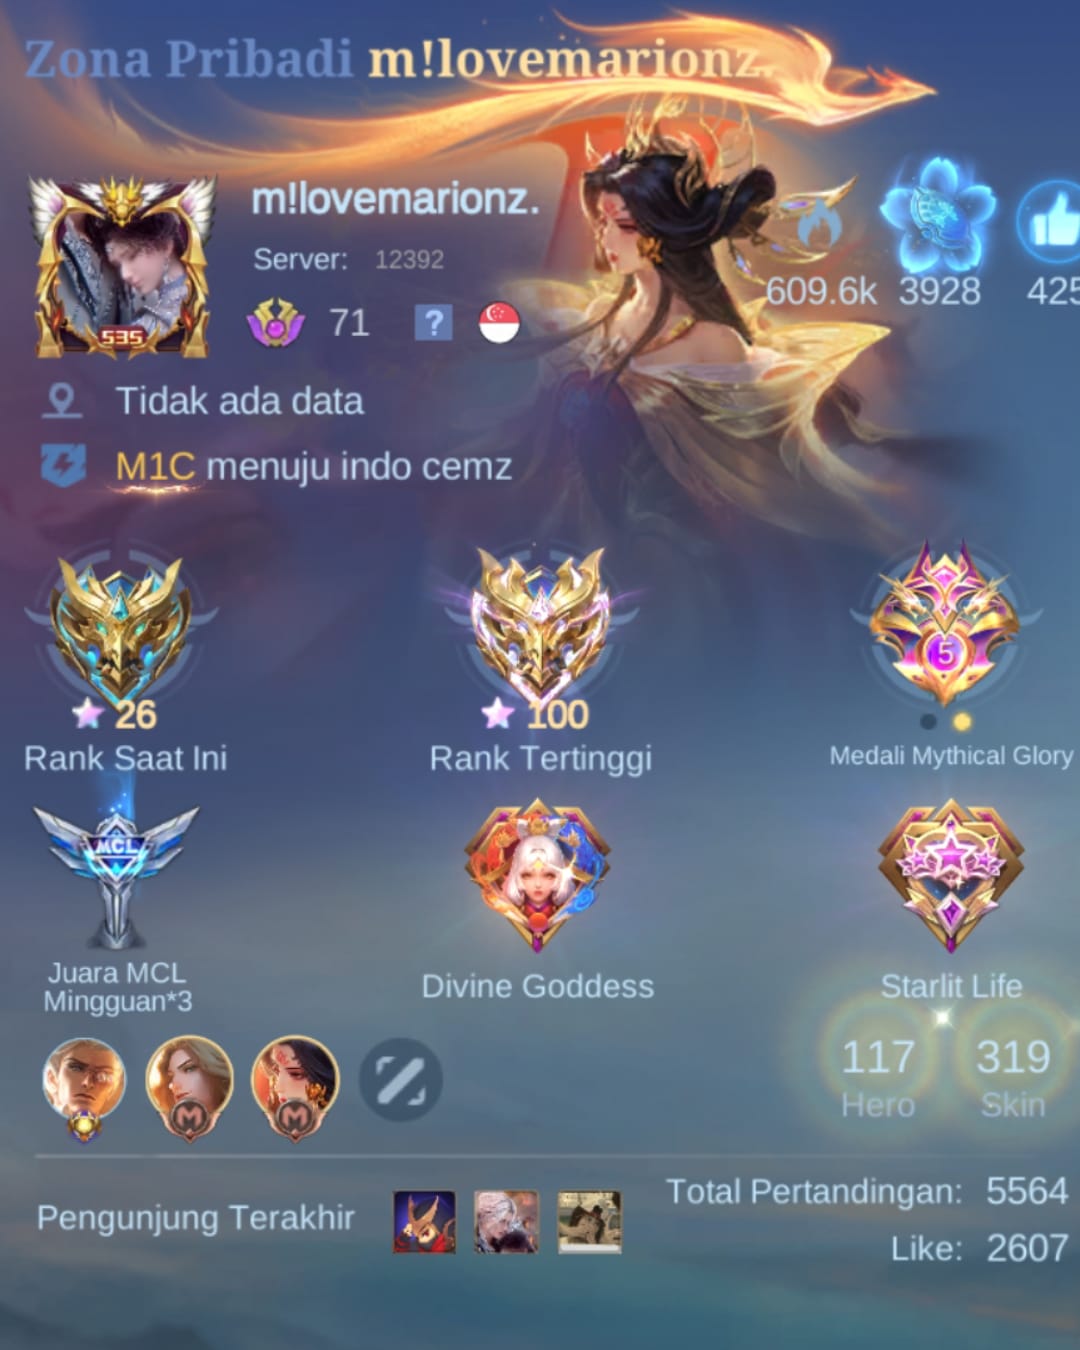 Zona Pribadi m!lovemarionz.
m!lovemarionz.
Server: 12392
535
71
?
609.6k 3928 425
Tidak ada data
M1C menuju indo cemz
5
26
100
Rank Saat Ini
Rank Tertinggi
Medali Mythical Glory
MCL
Juara MCL
Mingguan*3
Divine Goddess
Starlit Life
117 319
Hero Skin
M M
Pengunjung Terakhir
Total Pertandingan: 5564
Like: 2607